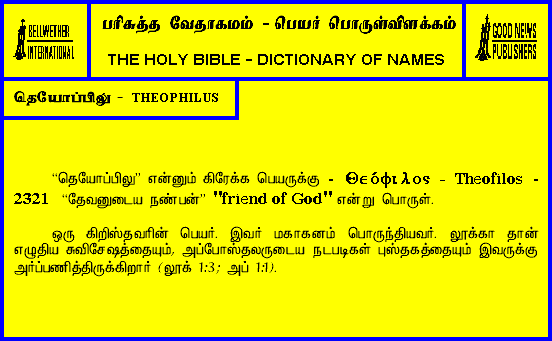 BELLWETHER
INTERNATIONAL
பரிசுத்த வேதாகமம் - பெயர் பொருள்விளக்கம்
THE HOLY BIBLE - DICTIONARY OF NAMES
GOOD NEWS
PUBLISHERS
தெயோப்பிலு - THEOPHILUS
“தெயோப்பிலு” என்னும் கிரேக்க பெயருக்கு - Θεόφιλος - Theofilos -
2321 “தேவனுடைய நண்பன்” "friend of God" என்று பொருள்.
ஒரு கிறிஸ்தவரின் பெயர். இவர் மகாகனம் பொருந்தியவர். லூக்கா தான்
எழுதிய சுவிசேஷத்தையும், அப்போஸ்தலருடைய நடபடிகள் புஸ்தகத்தையும் இவருக்கு
அர்ப்பணித்திருக்கிறார் (லூக் 1:3; அப் 1:1).